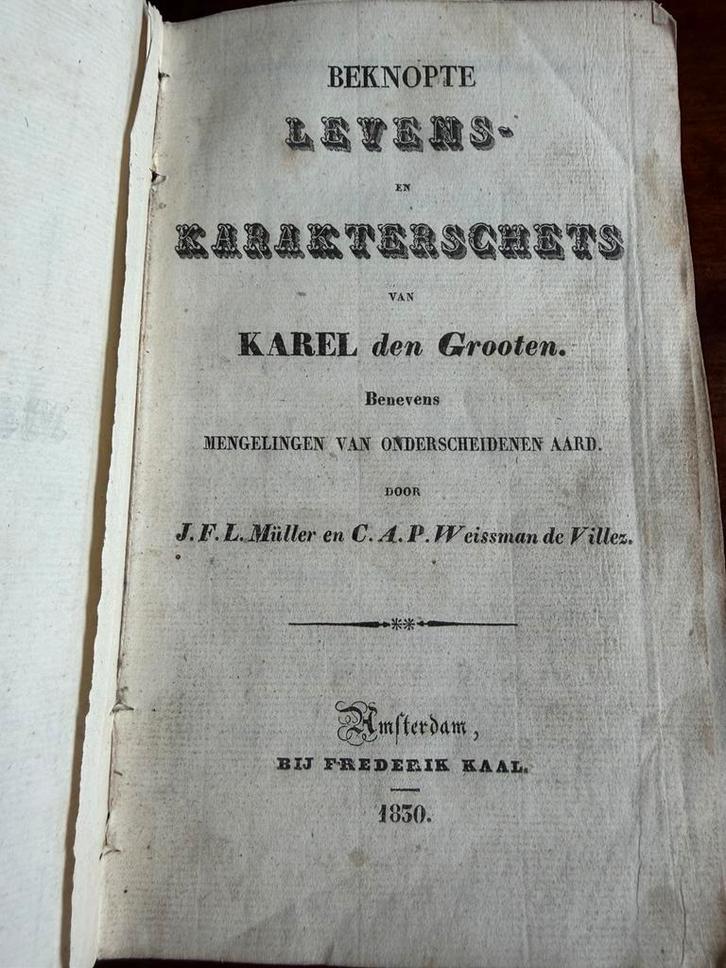 BEKNOPTE
LEVENS-
EN
KARAKTERSCHETS
VAN
KAREL den Grooten.
Benevens
MENGELINGEN VAN ONDERSCHEIDENEN AARD.
DOOR
J. F. L. Müller en C. A. P. Weissman de Villez.
Amsterdam,
BIJ FREDERIK KAAL.
1830.